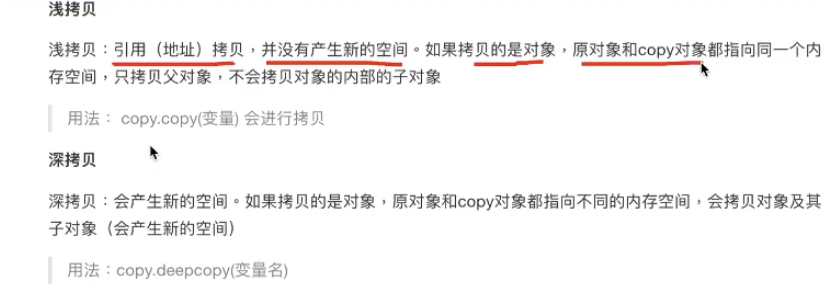 浅拷贝
浅拷贝：引用（地址）拷贝，并没有产生新的空间。如果拷贝的是对象，原对象和copy对象都指向同一个内
存空间，只拷贝父对象，不会拷贝对象的内部的子对象
用法： copy.copy(变量) 会进行拷贝
深拷贝
深拷贝：会产生新的空间。如果拷贝的是对象，原对象和copy对象都指向不同的内存空间，会拷贝对象及其
子对象（会产生新的空间）
用法：copy.deepcopy(变量名)